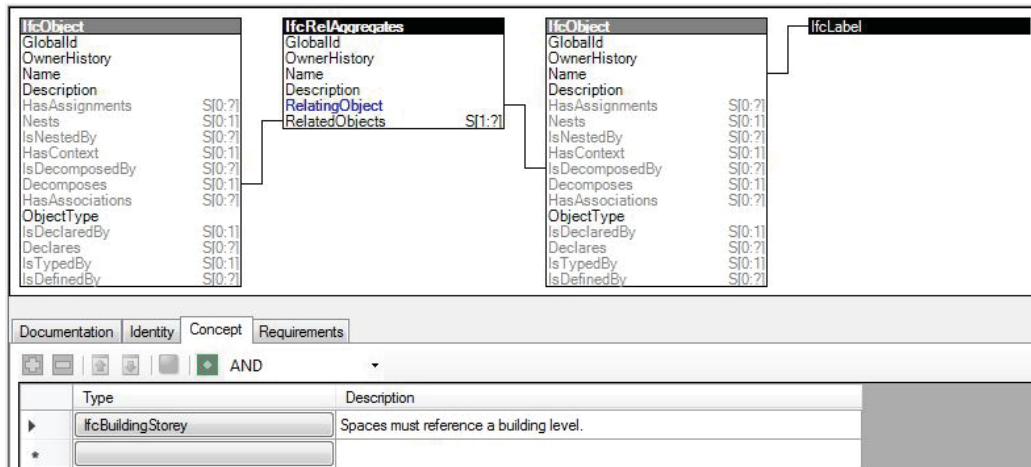 IfcObject
GlobalId
OwnerHistory
Name
Description
HasAssignments S[0:?]
Nests S[0:1]
IsNestedBy S[0:?]
HasContext S[0:1]
IsDecomposedBy S[0:?]
Decomposes S[0:1]
HasAssociations S[0:?]
ObjectType
IsDeclaredBy S[0:1]
Declares S[0:?]
IsTypedBy S[0:1]
IsDefinedBy S[0:?]
IfcRelAggregates
GlobalId
OwnerHistory
Name
Description
RelatingObject
RelatedObjects S[1:?]
IfcObject
GlobalId
OwnerHistory
Name
Description
HasAssignments S[0:?]
Nests S[0:1]
IsNestedBy S[0:?]
HasContext S[0:1]
IsDecomposedBy S[0:?]
Decomposes S[0:1]
HasAssociations S[0:?]
ObjectType
IsDeclaredBy S[0:1]
Declares S[0:?]
IsTypedBy S[0:1]
IsDefinedBy S[0:?]
IfcLabel
Documentation Identity Concept Requirements
AND
Type Description
IfcBuildingStorey Spaces must reference a building level.